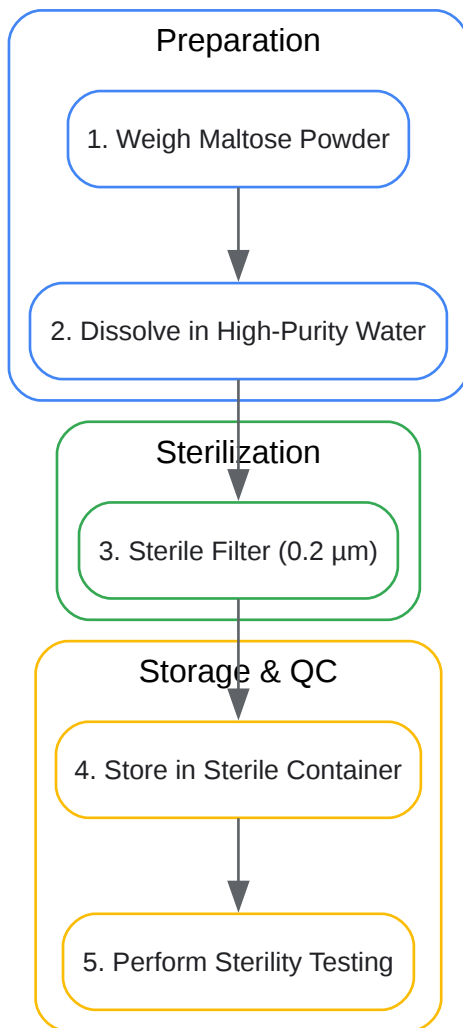 Preparation
1. Weigh Maltose Powder
2. Dissolve in High-Purity Water
Sterilization
3. Sterile Filter (0.2 µm)
Storage & QC
4. Store in Sterile Container
5. Perform Sterility Testing